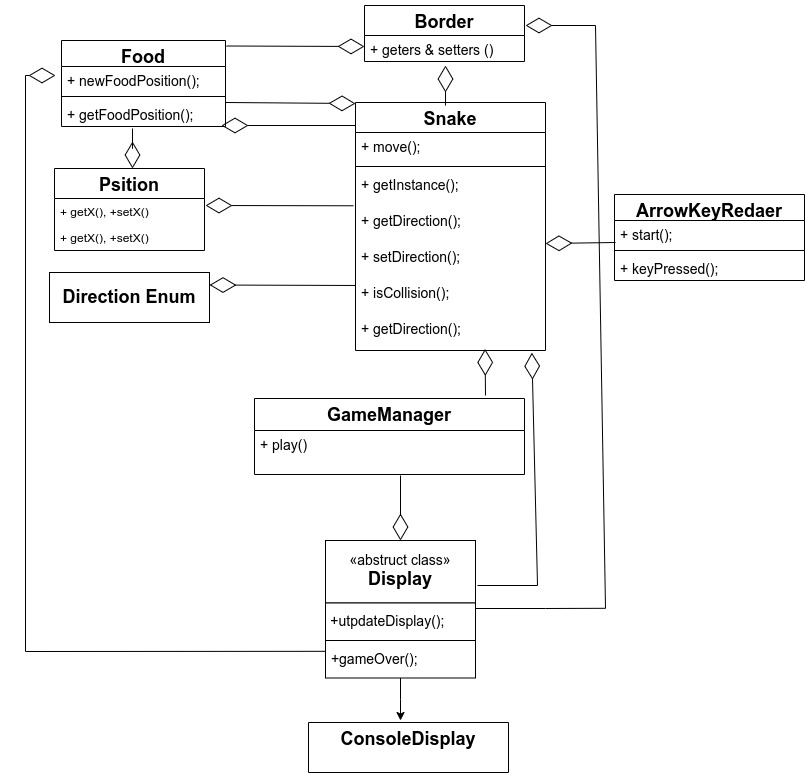 Border
+ geters & setters ()
Food
+ newFoodPosition();
+ getFoodPosition();
Snake
+ move();
+ getInstance();
+ getDirection();
+ setDirection();
+ isCollision();
+ getDirection();
Psition
+ getX(), +setX()
+ getX(), +setX()
ArrowKeyRedaer
+ start();
+ keyPressed();
Direction Enum
GameManager
+ play()
«abstruct class»
Display
+utpdateDisplay();
+gameOver();
ConsoleDisplay